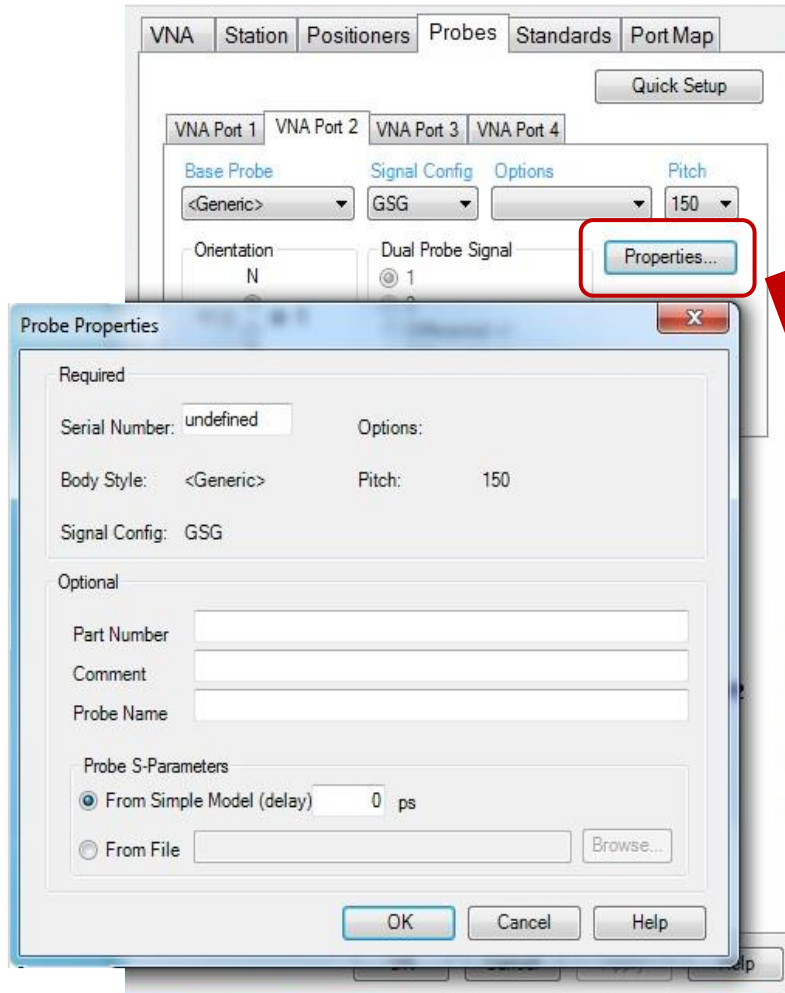 VNA Station Positioners Probes Standards Port Map
Quick Setup
VNA Port 1 VNA Port 2 VNA Port 3 VNA Port 4
Base Probe Signal Config Options Pitch
<Generic> GSG 150
Orientation Dual Probe Signal Properties...
N 1
Probe Properties
Required
Serial Number: undefined Options:
Body Style: <Generic> Pitch: 150
Signal Config: GSG
Optional
Part Number
Comment
Probe Name
Probe S-Parameters
From Simple Model (delay) 0 ps
From File Browse...
OK Cancel Help